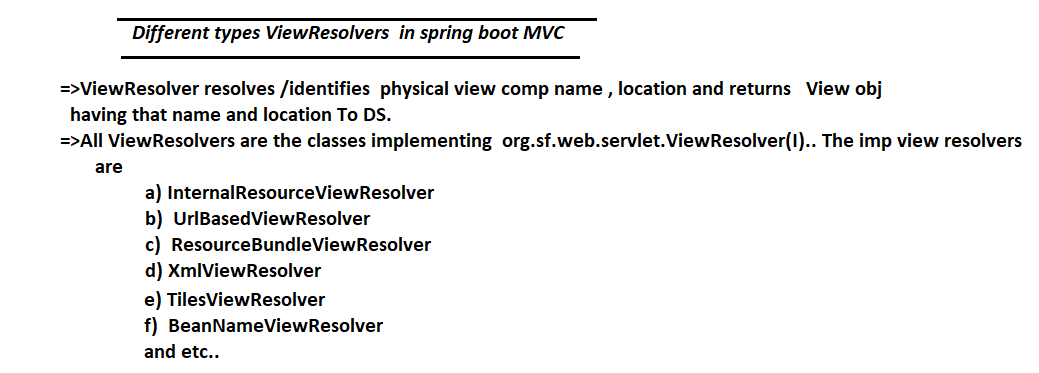 Different types ViewResolvers in spring boot MVC
=>ViewResolver resolves /identifies physical view comp name , location and returns View obj
having that name and location To DS.
=>All ViewResolvers are the classes implementing org.sf.web.servlet.ViewResolver(I).. The imp view resolvers
are
a) InternalResourceViewResolver
b) UrlBasedViewResolver
c) ResourceBundleViewResolver
d) XmlViewResolver
e) TilesViewResolver
f) BeanNameViewResolver
and etc..